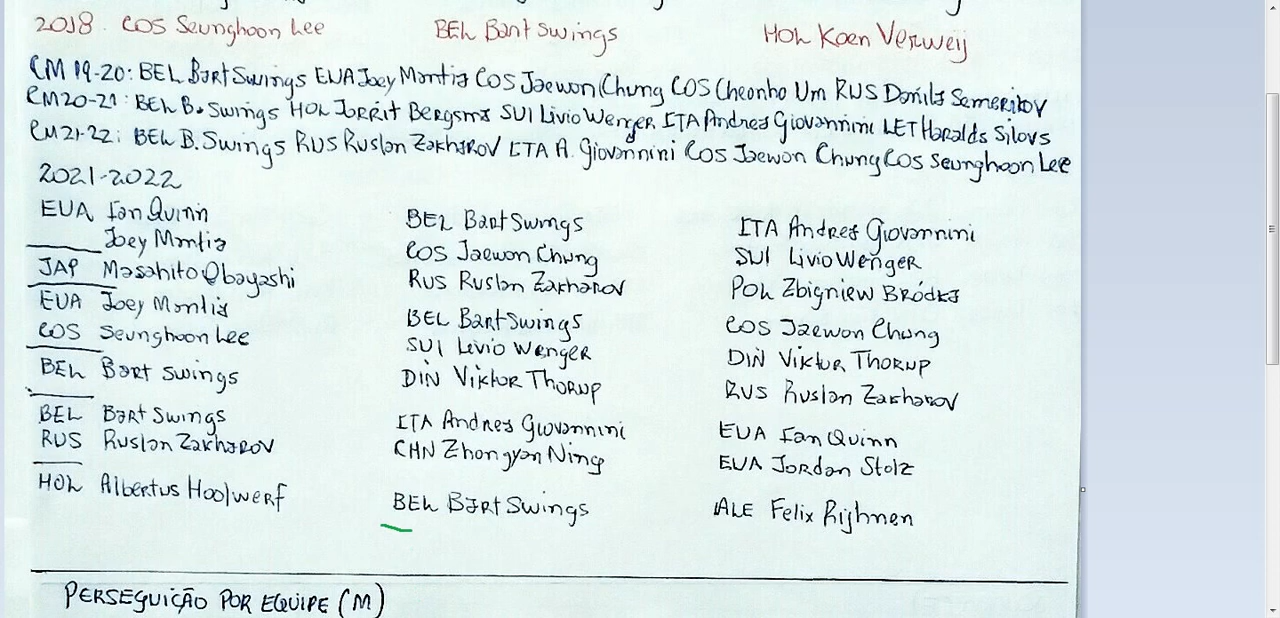 2018. COS Seunghoon Lee BEL Bart Swings HOL Koen Verweij
CM 19-20: BEL Bart Swings EUA Joey Mantia COS Jaewon Chung COS Cheonho Um RUS Danila Semerikov
CM 20-21: BEL B. Swings HOL Jorrit Bergsma SUI Livio Wenger ITA Andrea Giovannini LET Haralds Silovs
CM 21-22: BEL B. Swings RUS Ruslan Zakharov ITA A. Giovannini COS Jaewon Chung COS Seunghoon Lee
2021-2022
EUA Ian Quinn BEL Bart Swings ITA Andrea Giovannini
Joey Mantia COS Jaewon Chung SUI Livio Wenger
JAP Masahito Obayashi RUS Ruslan Zakharov POL Zbigniew Bródka
EUA Joey Mantia BEL Bart Swings COS Jaewon Chung
COS Seunghoon Lee SUI Livio Wenger DIN Viktor Thorup
BEL Bart Swings DIN Viktor Thorup RUS Ruslan Zakharov
BEL Bart Swings ITA Andrea Giovannini EUA Ian Quinn
RUS Ruslan Zakharov CHN Zhongyan Ning EUA Jordan Stolz
HOL Albertus Hoolwerf BEL Bart Swings ALE Felix Rijhnen
PERSEGUIÇÃO POR EQUIPE (M)